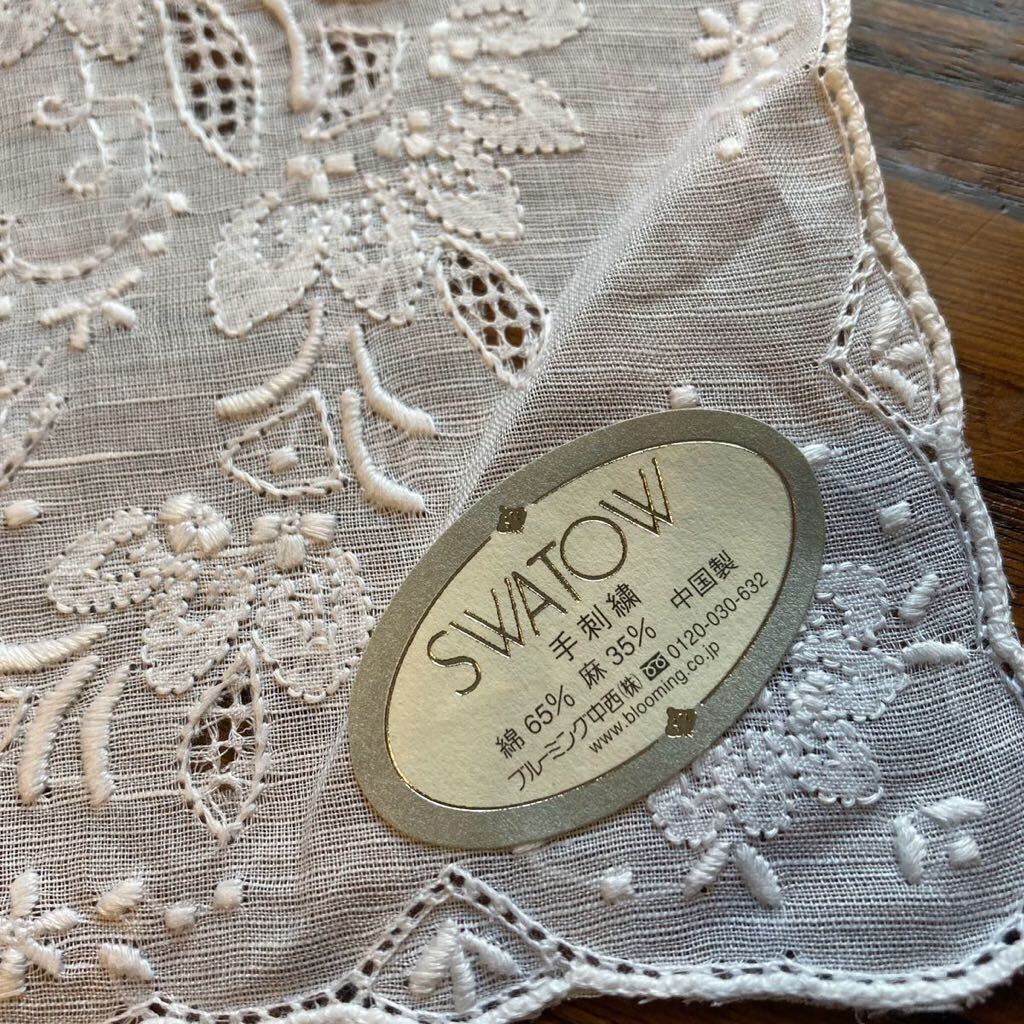 SWATOW
手刺繍 中国製
綿 65% 麻 35%
ブルーミング中西(株) 0120-030-632
www.blooming.co.jp